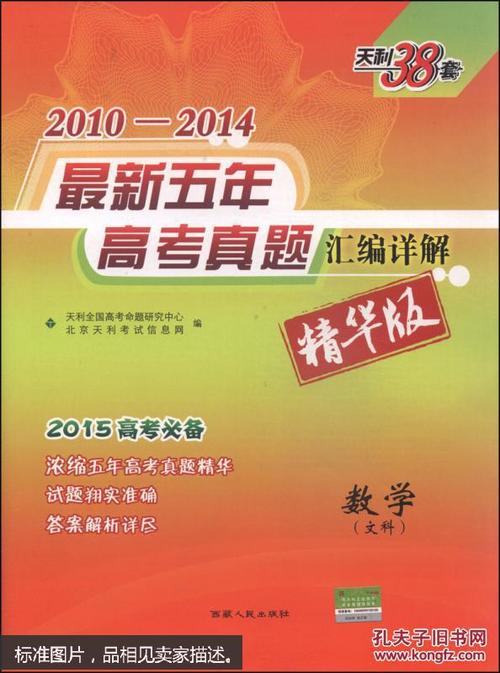 天利38套
2010—2014
最新五年
高考真题 汇编详解
精华版
天利全国高考命题研究中心
北京天利考试信息网 编
2015高考必备
浓缩五年高考真题精华
试题翔实准确
答案解析详尽
数学
(文科)
西藏人民出版社
标准图片,品相见卖家描述。
孔夫子旧书网
www.kongfz.com